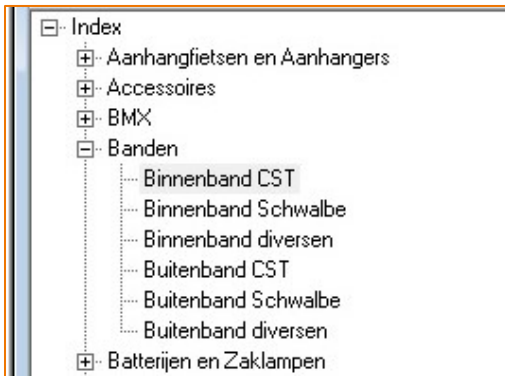 Index
Aanhangfietsen en Aanhangers
Accessoires
BMX
Banden
Binnenband CST
Binnenband Schwalbe
Binnenband diversen
Buitenband CST
Buitenband Schwalbe
Buitenband diversen
Batterijen en Zaklampen